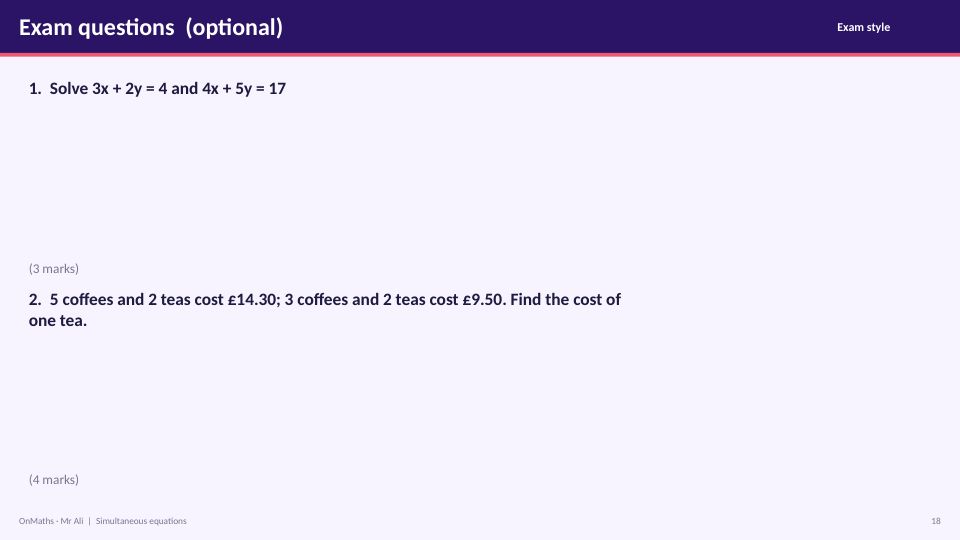 Exam questions  (optional)
Exam style
1.  Solve 3x + 2y = 4 and 4x + 5y = 17
(3 marks)
2.  5 coffees and 2 teas cost £14.30; 3 coffees and 2 teas cost £9.50. Find the cost of
one tea.
(4 marks)
OnMaths - Mr Ali  |  Simultaneous equations
18